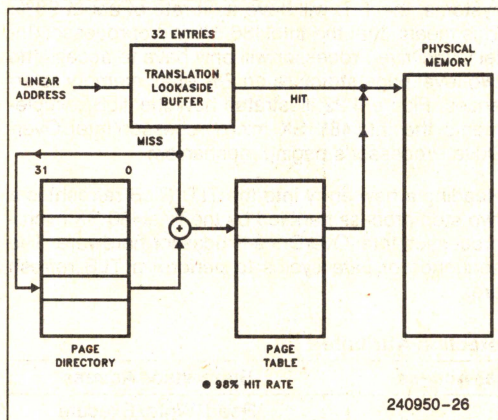 32 ENTRIES
TRANSLATION
LOOKASIDE
BUFFER
LINEAR
ADDRESS
PHYSICAL
MEMORY
HIT
MISS
31 0
+
PAGE
DIRECTORY
PAGE
TABLE
● 98% HIT RATE
240950-26